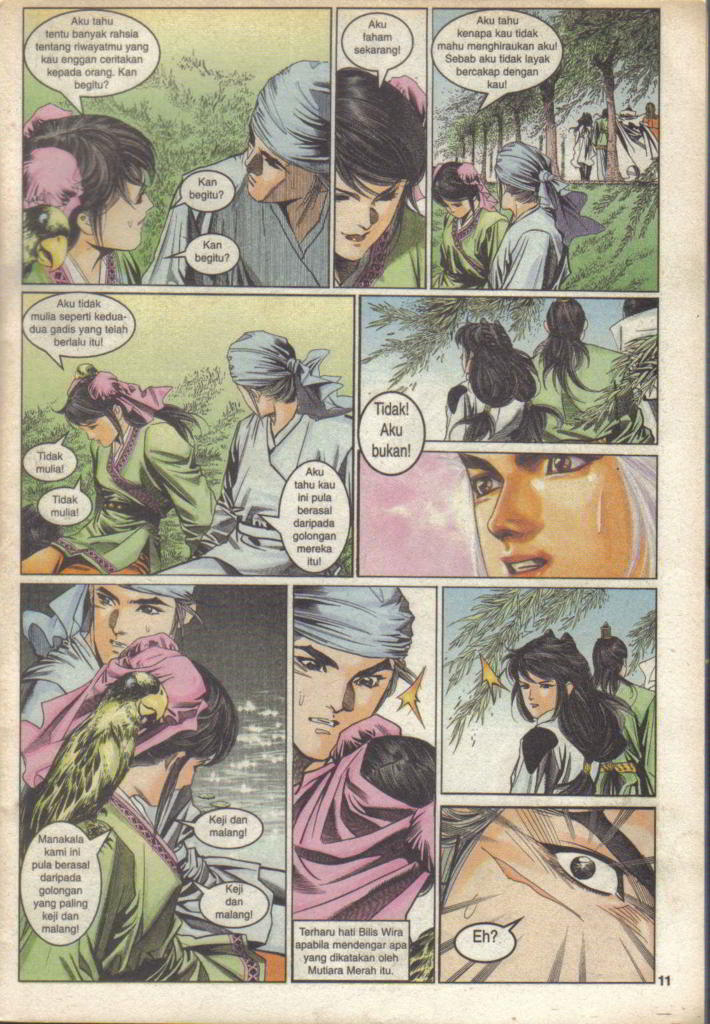 Aku tahu
tentu banyak rahsia
tentang riwayatmu yang
kau enggan ceritakan
kepada orang. Kan
begitu?
Kan
begitu?
Kan
begitu?
Aku
faham
sekarang!
Aku tahu
kenapa kau tidak
mahu menghiraukan aku!
Sebab aku tidak layak
bercakap dengan
kau!
Aku tidak
mulia seperti kedua-
dua gadis yang telah
berlalu itu!
Tidak
mulia!
Tidak
mulia!
Aku
tahu kau
ini pula
berasal
daripada
golongan
mereka
itu!
Tidak!
Aku
bukan!
Manakala
kami ini
pula berasal
daripada
golongan
yang paling
keji dan
malang!
Keji dan
malang!
Keji dan
malang!
Terharu hati Bilis Wira
apabila mendengar apa
yang dikatakan oleh
Mutiara Merah itu.
Eh?
11